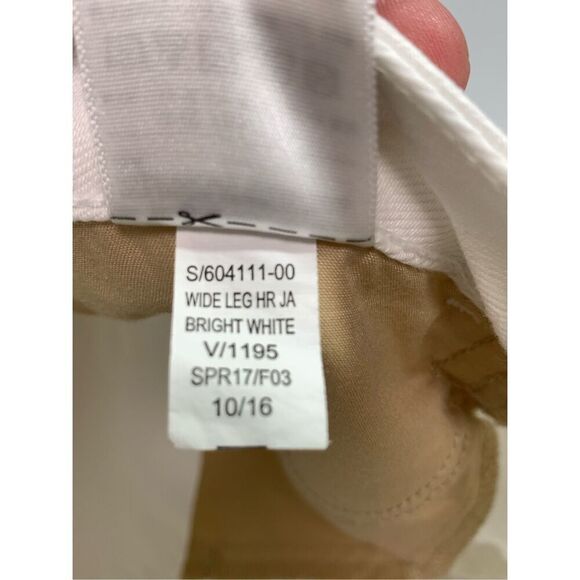 S/604111-00
WIDE LEG HR JA
BRIGHT WHITE
V/1195
SPR17/F03
10/16